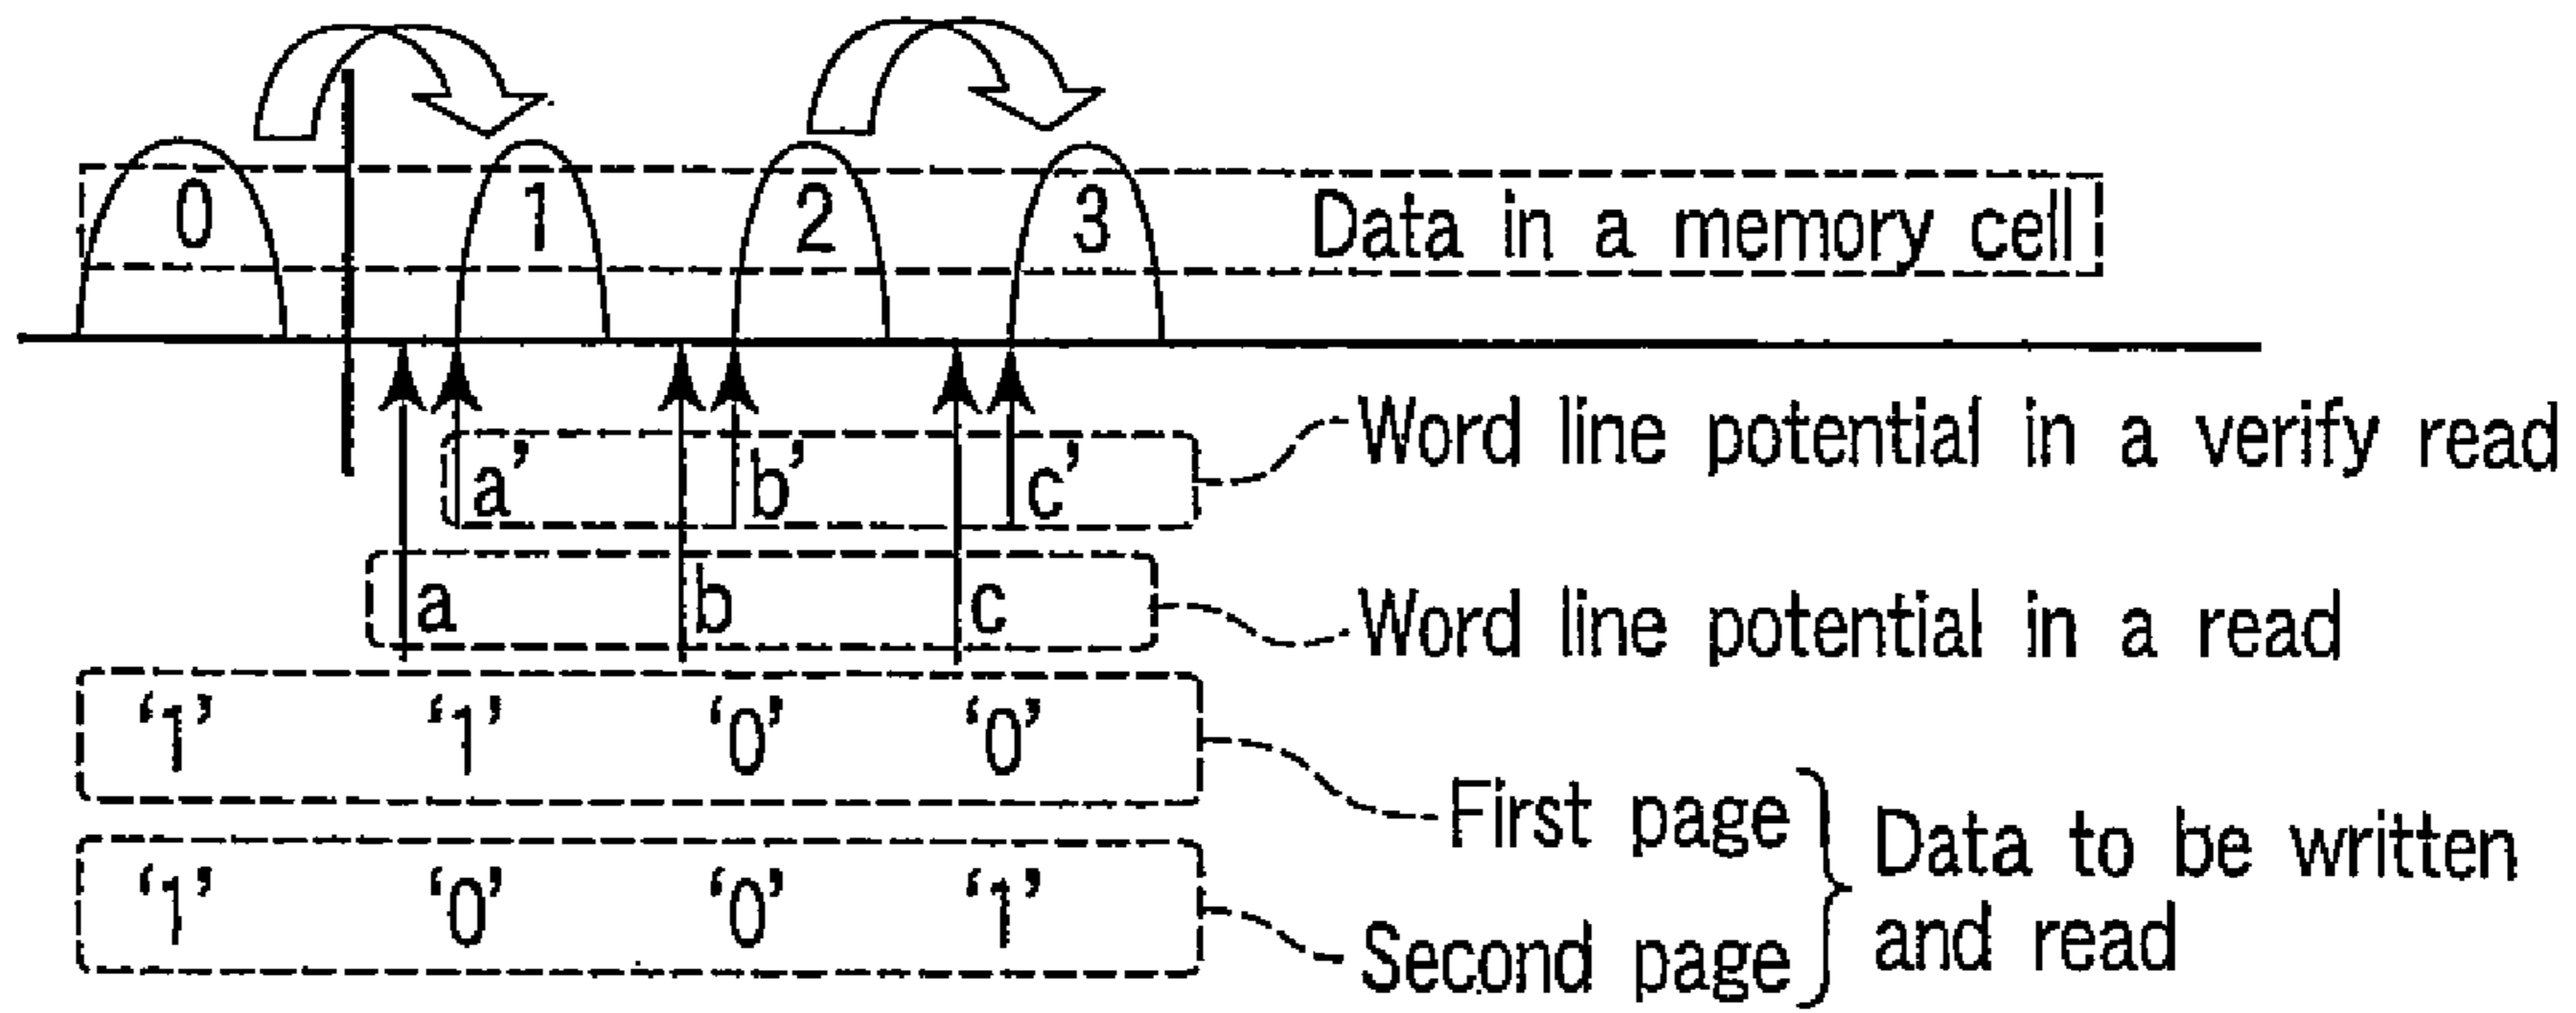 0 1 2 3 Data in a memory cell
a’ b’ c’ Word line potential in a verify read
a b c Word line potential in a read
‘1’ ‘1’ ‘0’ ‘0’
First page
‘1’ ‘0’ ‘0’ ‘1’
Second page
Data to be written
and read